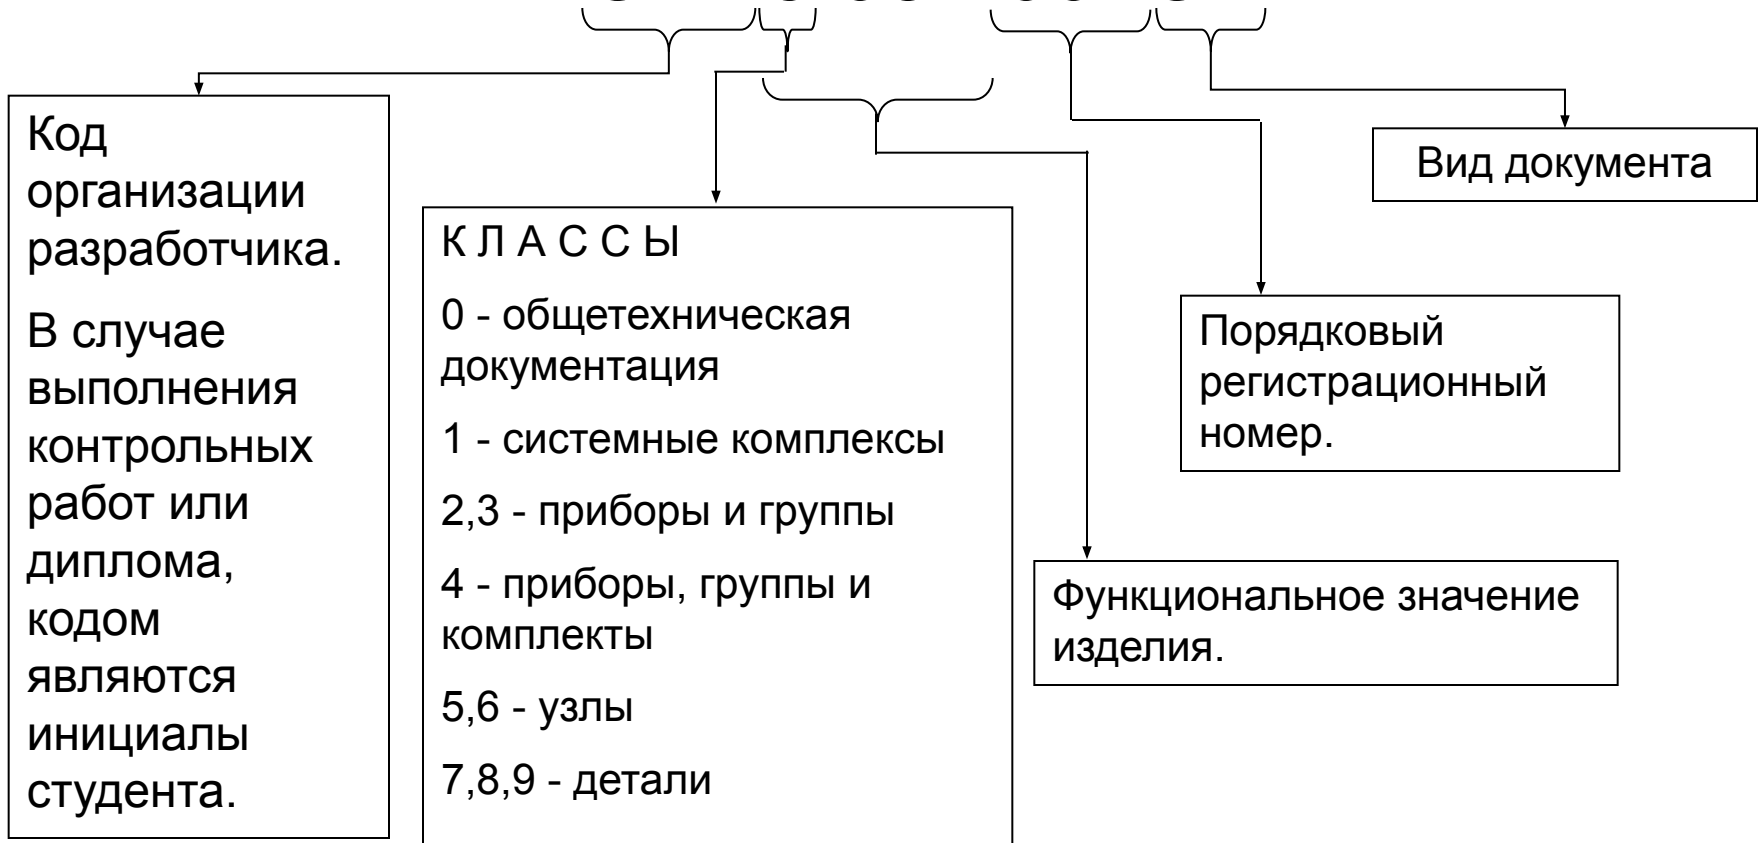 Код
организации
разработчика.
В случае
выполнения
контрольных
работ или
диплома,
кодом
являются
инициалы
студента.
К Л А С С Ы
0 - общетехническая
документация
1 - системные комплексы
2,3 - приборы и группы
4 - приборы, группы и
комплекты
5,6 - узлы
7,8,9 - детали
Функциональное значение
изделия.
Порядковый
регистрационный
номер.
Вид документа